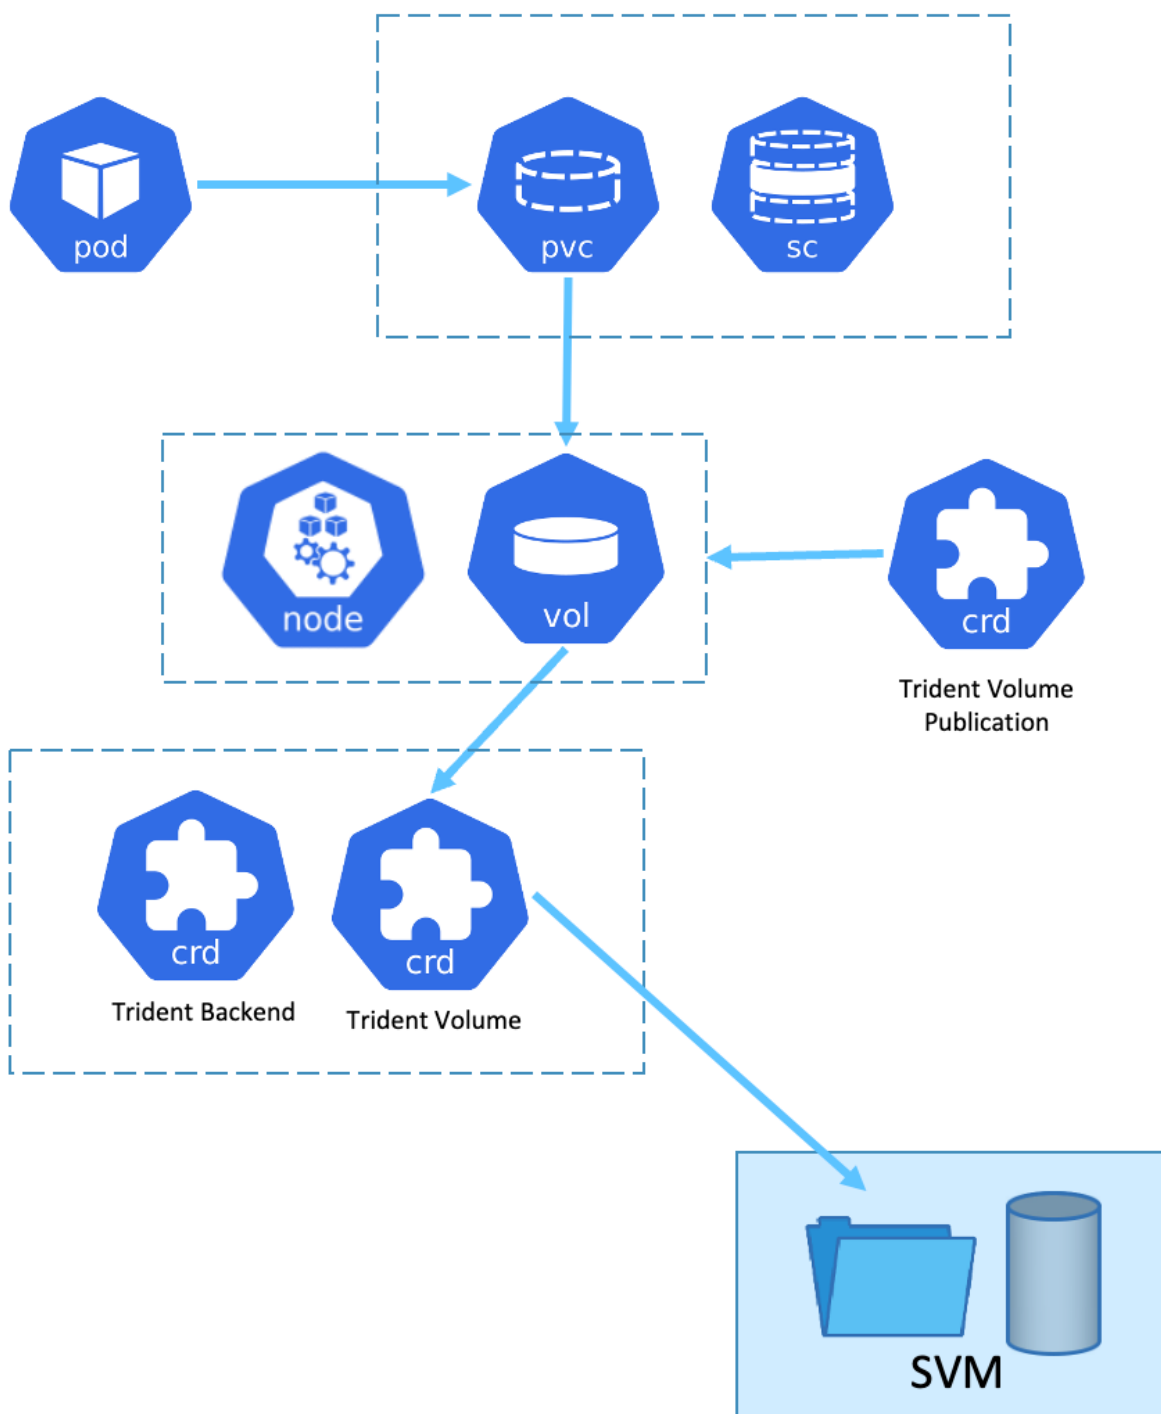 pod
pvc
sc
node
vol
crd
Trident Volume
Publication
crd
Trident Backend
crd
Trident Volume
SVM